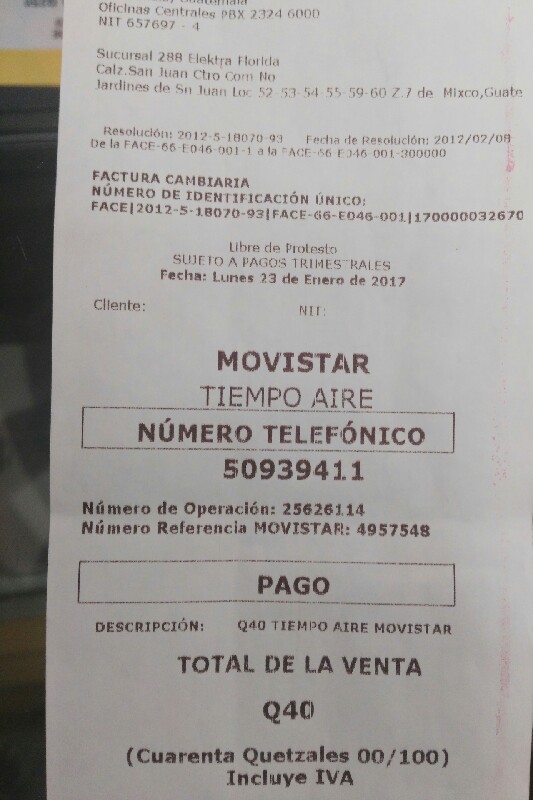 Guatemala
Oficinas Centrales PBX 2324 6000
NIT 657697 - 4
Sucursal 288 Elektra Florida
Calz.San Juan Ctro Com No
Jardines de Sn Juan Loc 52-53-54-55-59-60 Z.7 de Mixco,Guate
Resolución: 2012-5-18070-93 Fecha de Resolución: 2012/02/08
De la FACE-66-E046-001-1 a la FACE-66-E046-001-300000
FACTURA CAMBIARIA
NÚMERO DE IDENTIFICACIÓN ÚNICO:
FACE|2012-5-18070-93|FACE-66-E046-001|170000032670
Libre de Protesto
SUJETO A PAGOS TRIMESTRALES
Fecha: Lunes 23 de Enero de 2017
Cliente: NIT:
MOVISTAR
TIEMPO AIRE
NÚMERO TELEFÓNICO
50939411
Número de Operación: 25626114
Número Referencia MOVISTAR: 4957548
PAGO
DESCRIPCIÓN: Q40 TIEMPO AIRE MOVISTAR
TOTAL DE LA VENTA
Q40
(Cuarenta Quetzales 00/100)
Incluye IVA